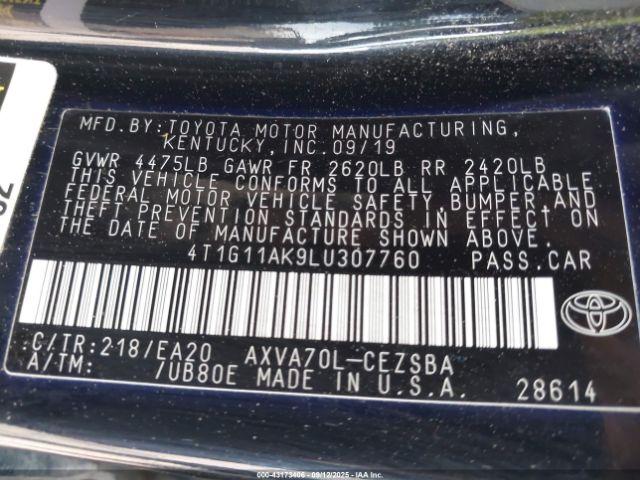 MFD.BY:TOYOTA MOTOR MANUFACTURING,
KENTUCKY, INC. 09/19
GVWR 4475LB GAWR FR 2620LB RR 2420LB
THIS VEHICLE CONFORMS TO ALL APPLICABLE
FEDERAL MOTOR VEHICLE SAFETY, BUMPER, AND
THEFT PREVENTION STANDARDS IN EFFECT ON
THE DATE OF MANUFACTURE SHOWN ABOVE.
4T1G11AK9LU307760 PASS.CAR
C/TR:218/EA20 AXVA70L-CEZSBA
A/TM: /UB80E MADE IN U.S.A. 28614
000-43173406 - 09/12/2025 - IAAI Copart